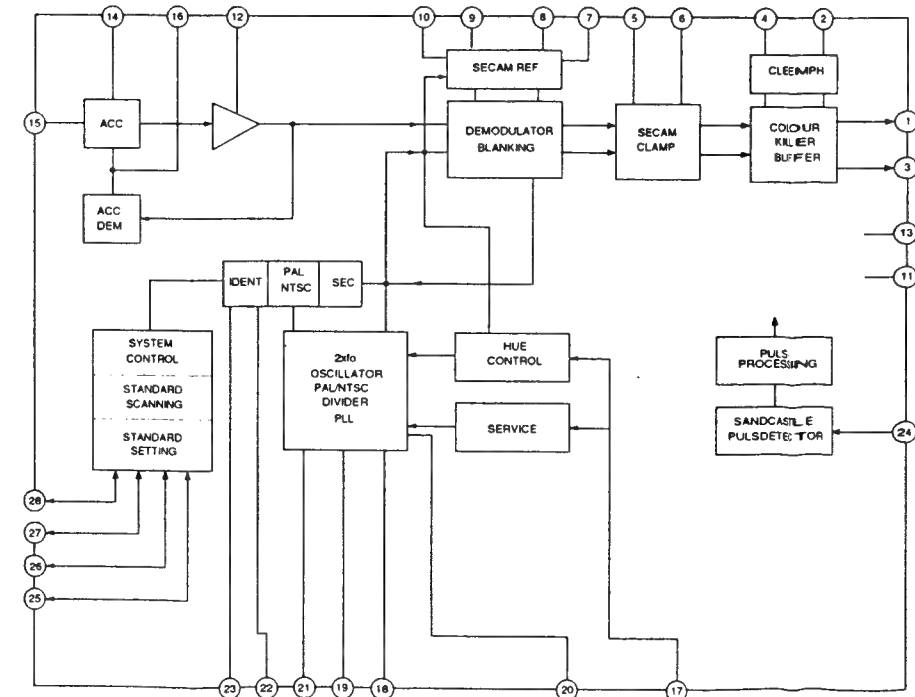 14
16
12
10
9
8
7
5
6
4
2
SECAM REF
ACC
15
DEMODULATOR
BLANKING
SECAM
CLAMP
COLOUR
KILLER
BUFFER
1
3
ACC
DEM
13
11
IDENT
PAL
NTSC
SEC
SYSTEM
CONTROL
STANDARD
SCANNING
STANDARD
SETTING
2xfo
OSCILLATOR
PAL/NTSC
DIVIDER
PLL
HUE
CONTROL
SERVICE
PULS
PROCESSING
SANDCASTLE
PULSDETECTOR
24
28
27
26
25
23
22
21
19
18
20
17